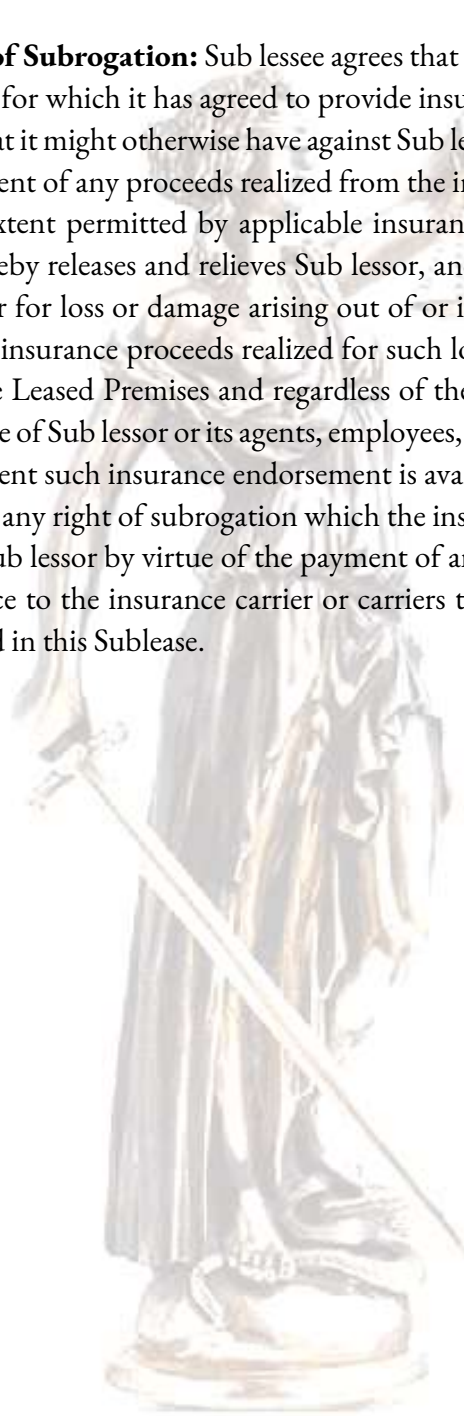 of Subrogation: Sub lessee agrees that
for which it has agreed to provide insu
at it might otherwise have against Sub le
ent of any proceeds realized from the i
xtent permitted by applicable insuran
eby releases and relieves Sub lessor, an
r for loss or damage arising out of or i
insurance proceeds realized for such lo
e Leased Premises and regardless of the
e of Sub lessor or its agents, employees,
ent such insurance endorsement is ava
any right of subrogation which the ins
ub lessor by virtue of the payment of a
ce to the insurance carrier or carriers t
d in this Sublease.